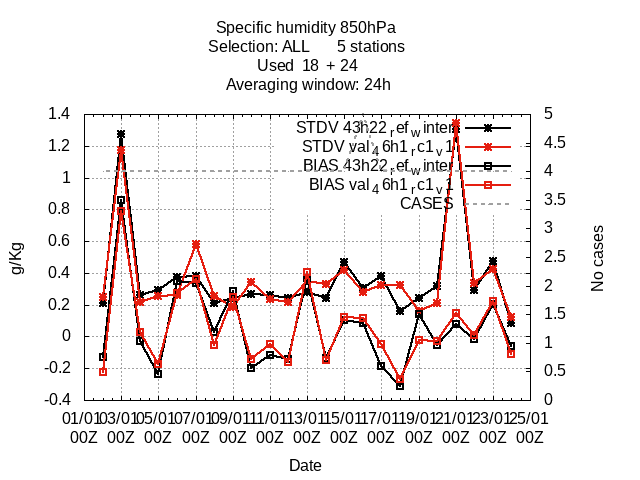 Specific humidity 850hPa
Selection: ALL 5 stations
Used 18 + 24
Averaging window: 24h
STDV 43h22refwinter
STDV val46h1rc1v1
BIAS 43h22refwinter
BIAS val46h1rc1v1
CASES
1.4
1.2
1
0.8
0.6
0.4
0.2
0
-0.2
-0.4
g/Kg
5
4.5
4
3.5
3
2.5
2
1.5
1
0.5
0
No cases
01/01 03/01 05/01 07/01 09/01 11/01 13/01 15/01 17/01 19/01 21/01 23/01 25/01
00Z 00Z 00Z 00Z 00Z 00Z 00Z 00Z 00Z 00Z 00Z 00Z 00Z
Date